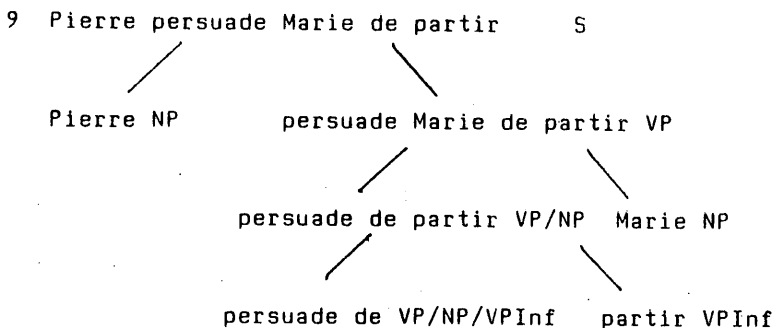 9 Pierre persuade Marie de partir S
Pierre NP persuade Marie de partir VP
persuade de partir VP/NP Marie NP
persuade de VP/NP/VPInf partir VPInf